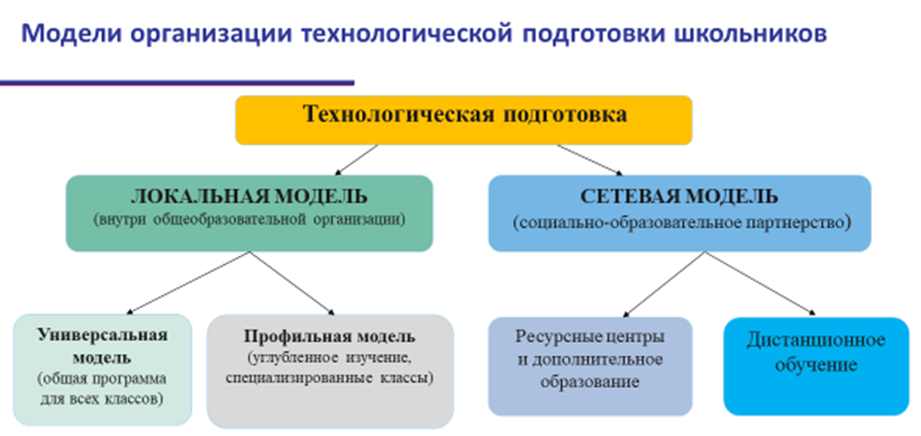 Модели организации технологической подготовки школьников
Технологическая подготовка
ЛОКАЛЬНАЯ МОДЕЛЬ
(внутри общеобразовательной организации)
СЕТЕВАЯ МОДЕЛЬ
(социально-образовательное партнерство)
Универсальная
модель
(общая программа
для всех классов)
Профильная модель
(углубленное изучение,
специализированные классы)
Ресурсные центры
и дополнительное
образование
Дистанционное
обучение